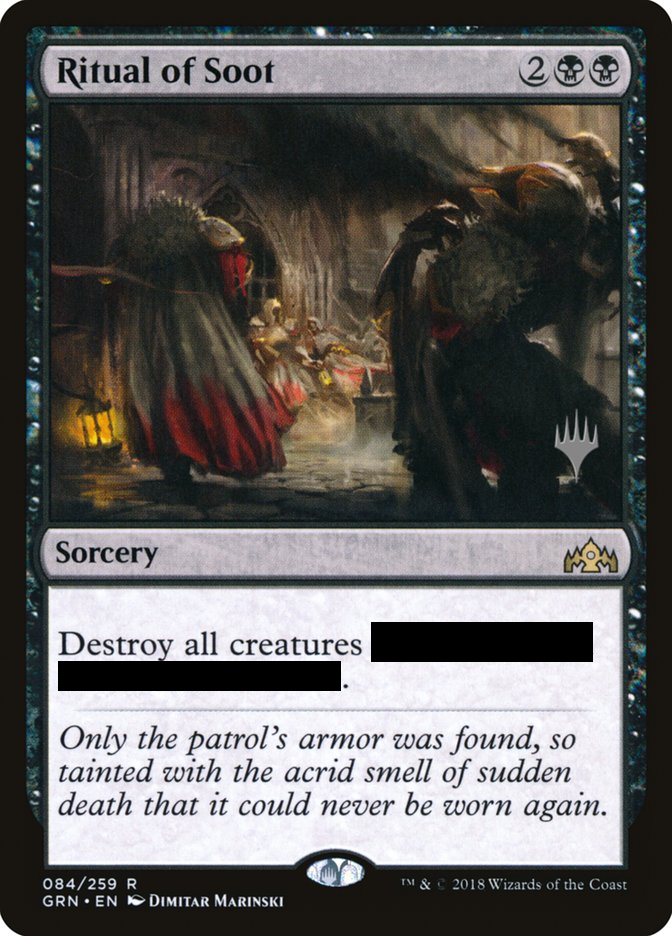 Ritual of Soot
2
Sorcery
Destroy all creatures
.
Only the patrol's armor was found, so
tainted with the acrid smell of sudden
death that it could never be worn again.
084/259 R
GRN • EN DIMITAR MARINSKI
™ & © 2018 Wizards of the Coast